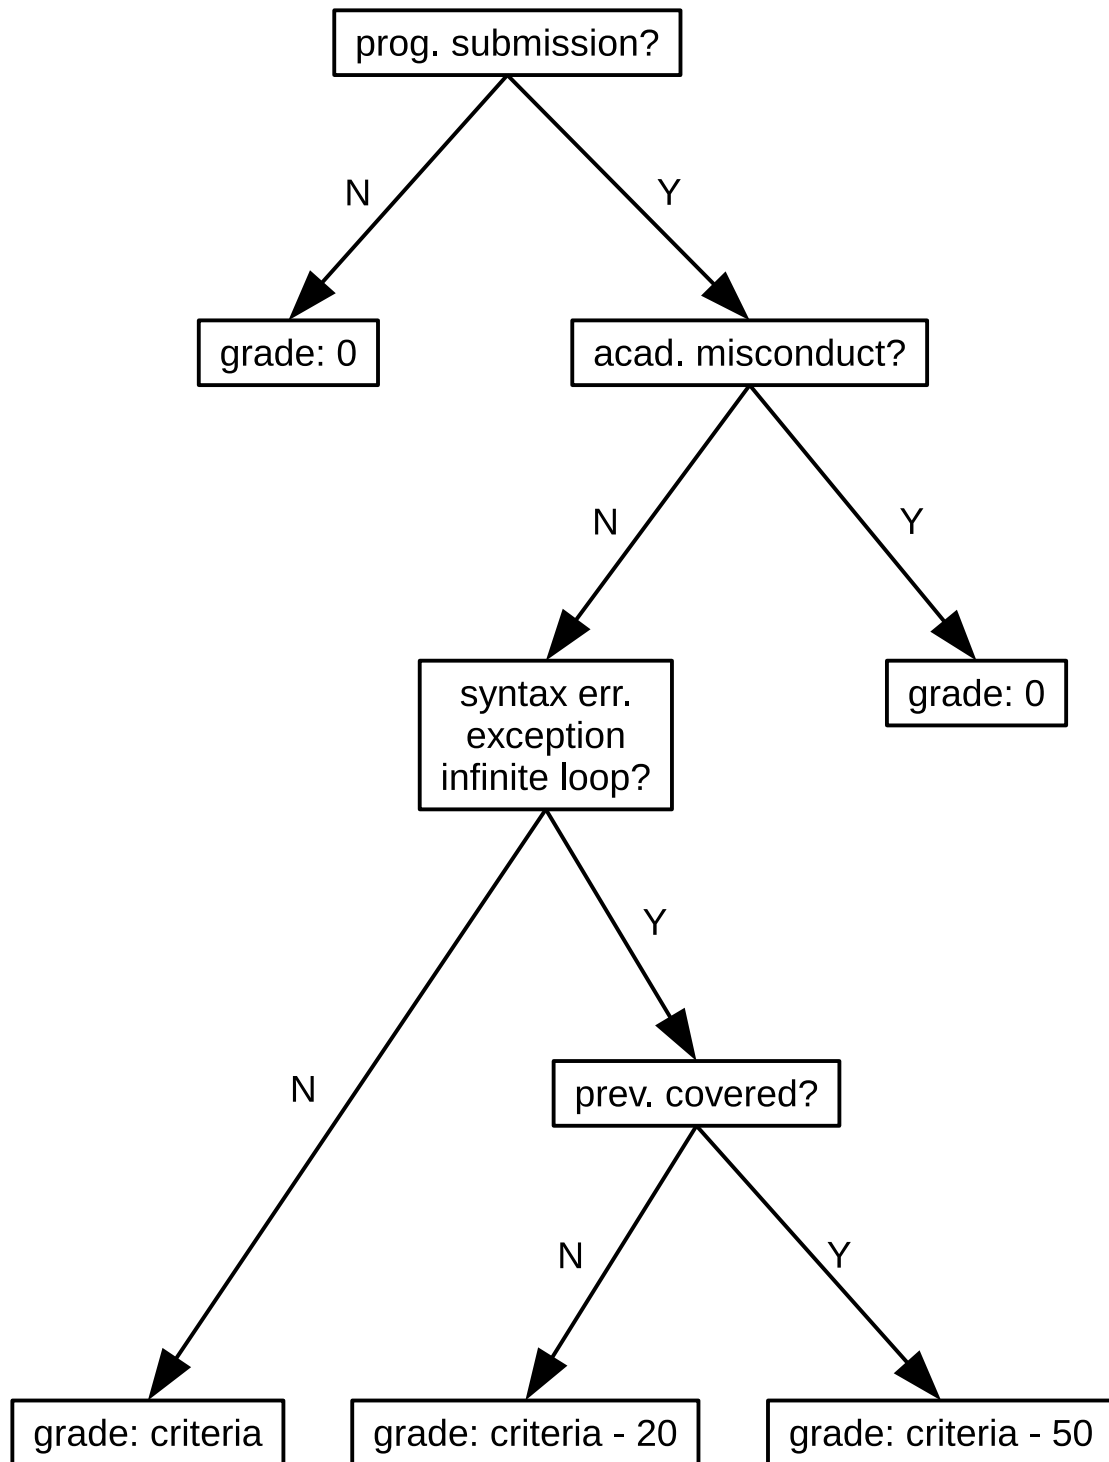 prog. submission?
N
Y
grade: 0
acad. misconduct?
N
Y
syntax err.
exception
infinite loop?
grade: 0
Y
N
prev. covered?
N
Y
grade: criteria
grade: criteria - 20
grade: criteria - 50